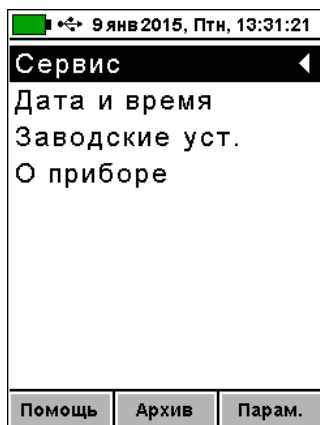 9 янв 2015, Птн, 13:31:21
Сервис
Дата и время
Заводские уст.
О приборе
Помощь Архив Парам.